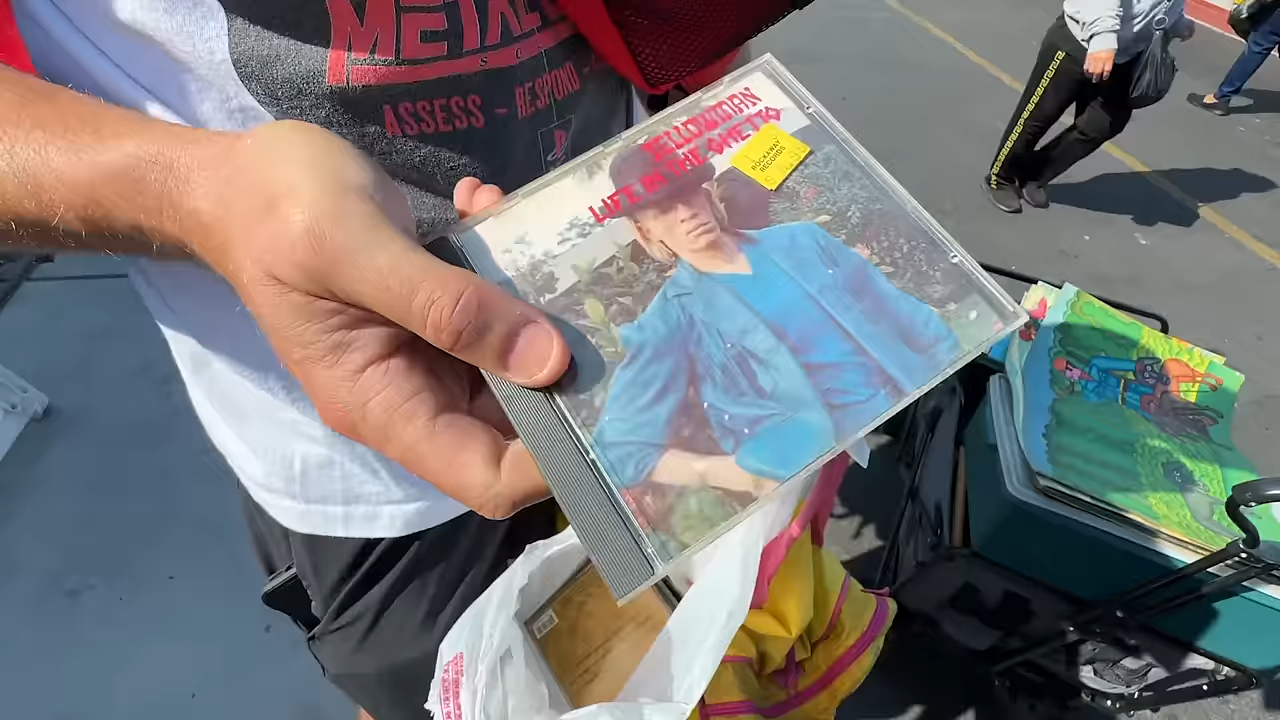 METAL
ASSESS - RESPOND -
YELLOWMAN
LIFE IN THE GHETTO
ROCKAWAY
RECORDS